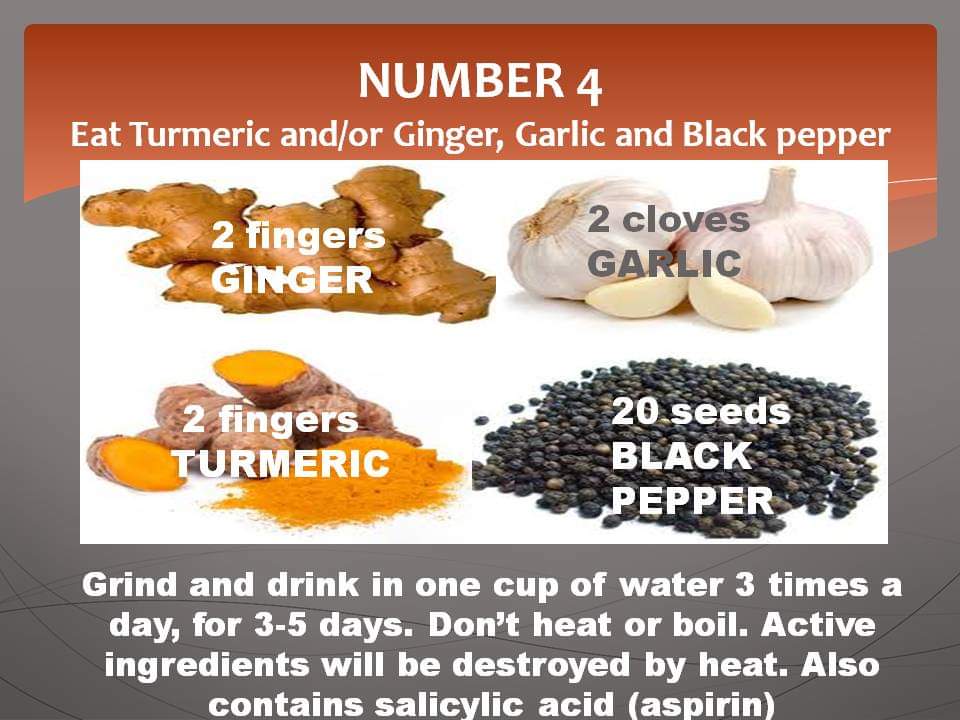 NUMBER 4
Eat Turmeric and/or Ginger, Garlic and Black pepper
2 fingers
GINGER
2 cloves
GARLIC
2 fingers
TURMERIC
20 seeds
BLACK
PEPPER
Grind and drink in one cup of water 3 times a
day, for 3-5 days. Don’t heat or boil. Active
ingredients will be destroyed by heat. Also
contains salicylic acid (aspirin)